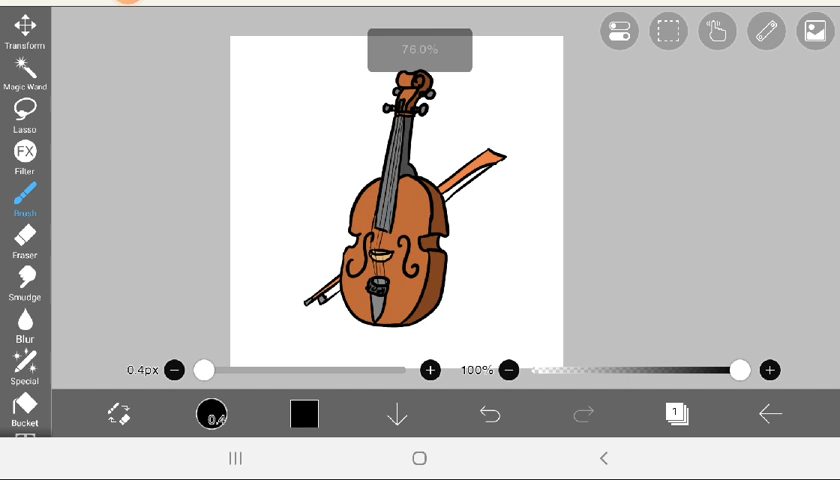 76.0%
Transform
Magic Wand
Lasso
FX
Filter
Brush
Eraser
Smudge
Blur
Special
Bucket
0.4px
100%
0.4
1